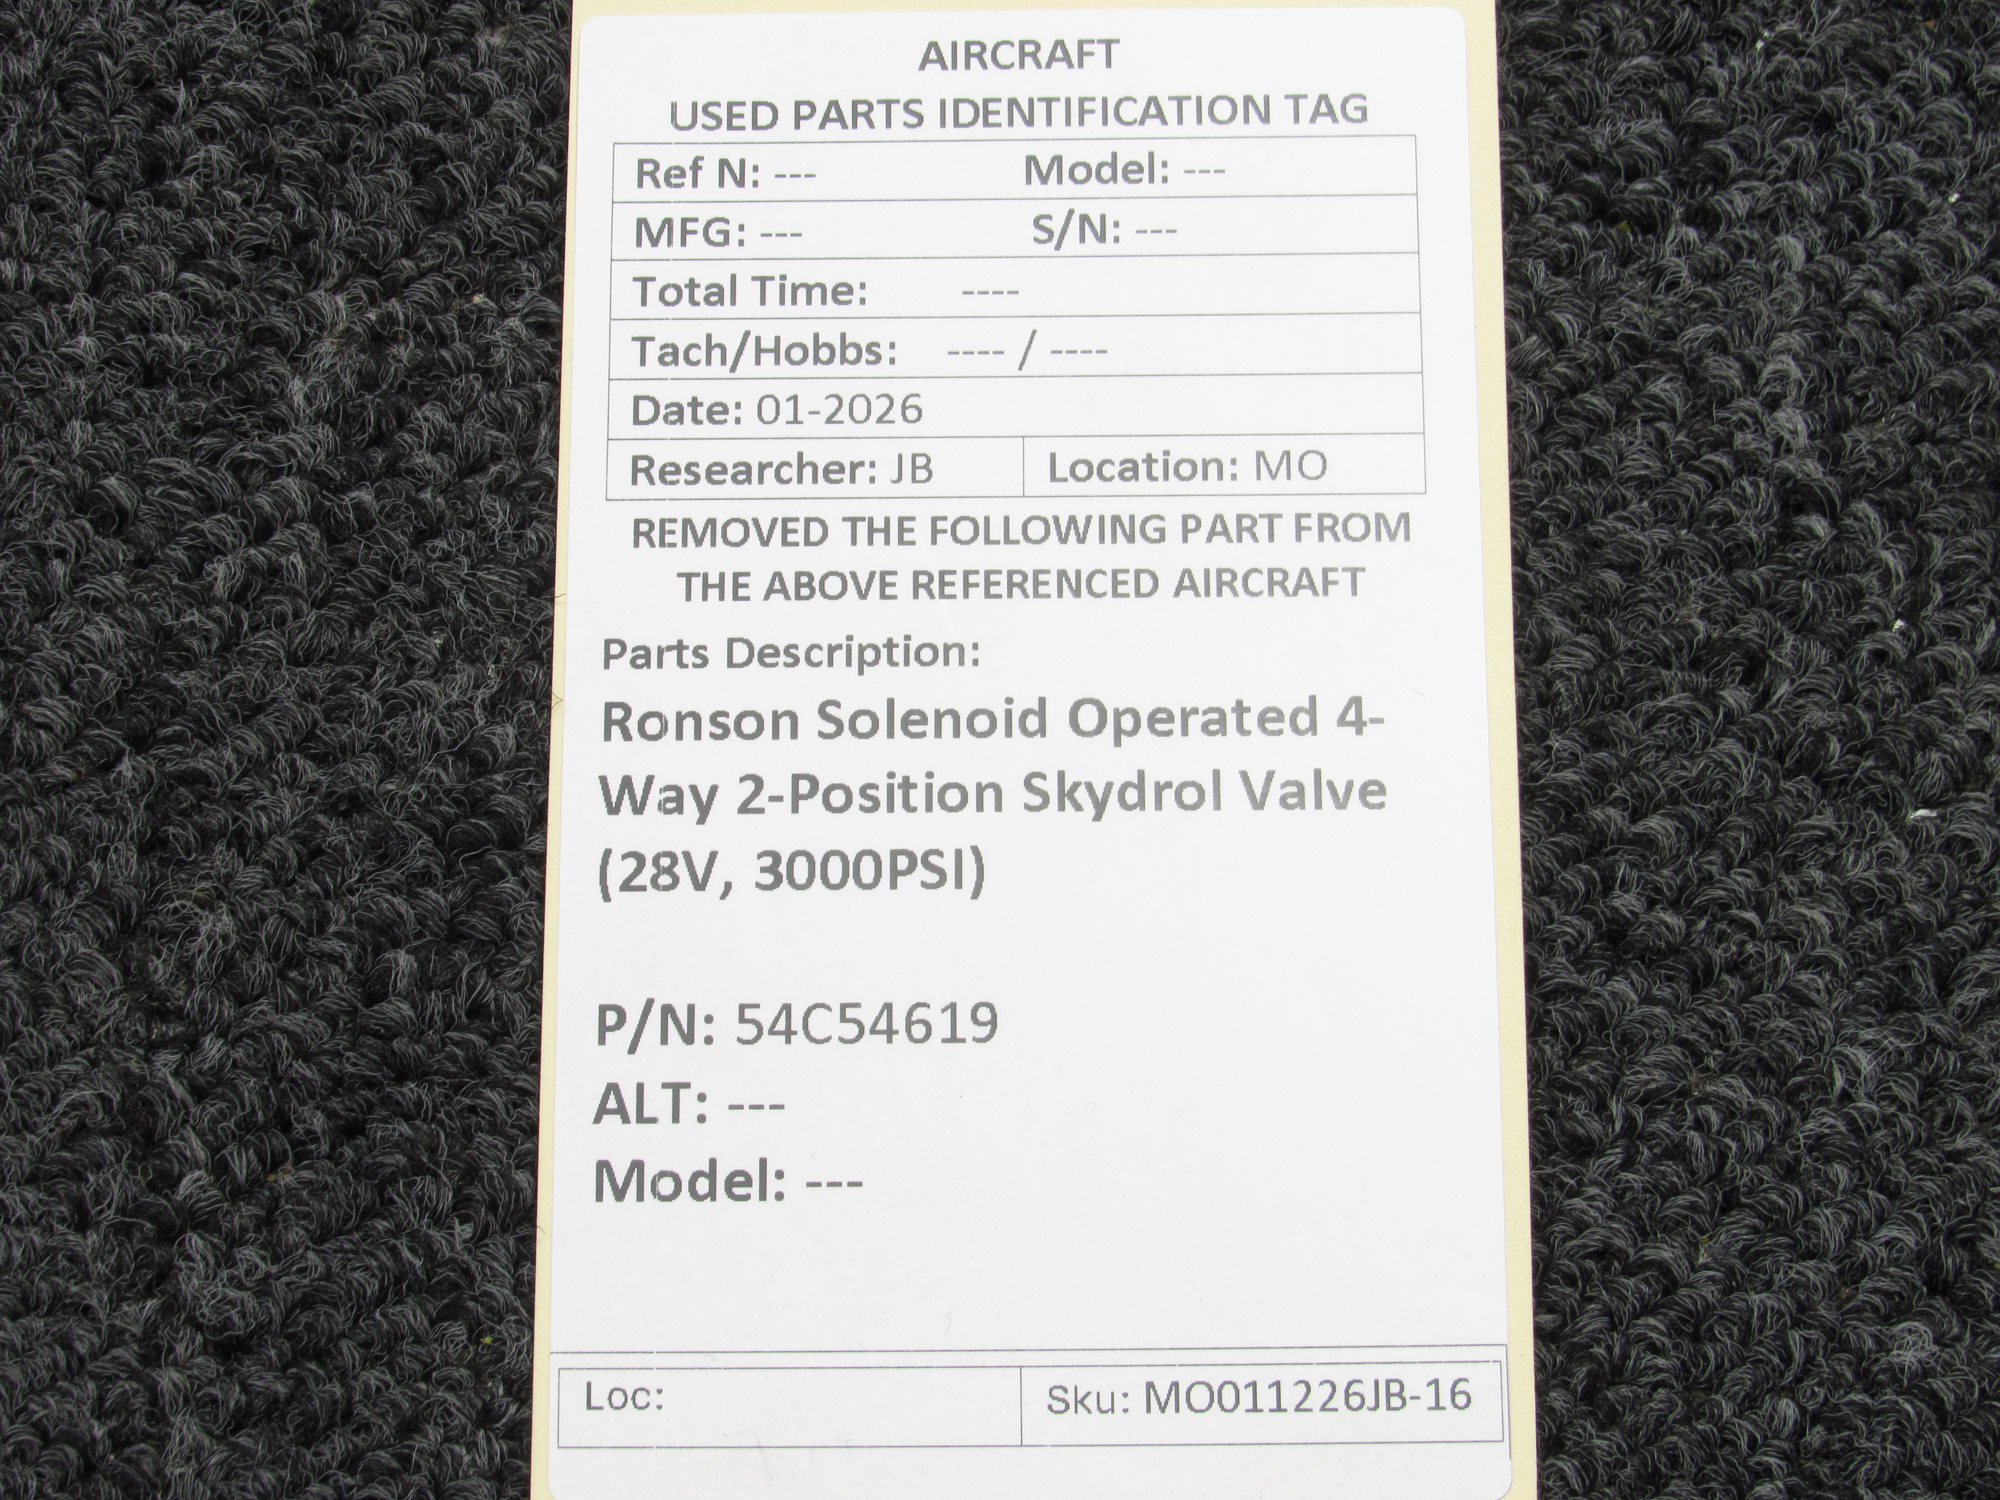 AIRCRAFT
USED PARTS IDENTIFICATION TAG
Ref N: --- Model: ---
MFG: --- S/N: ---
Total Time: ----
Tach/Hobbs: ---- / ----
Date: 01-2026
Researcher: JB Location: MO
REMOVED THE FOLLOWING PART FROM
THE ABOVE REFERENCED AIRCRAFT
Parts Description:
Ronson Solenoid Operated 4-
Way 2-Position Skydrol Valve
(28V, 3000PSI)
P/N: 54C54619
ALT: ---
Model: ---
Loc: Sku: MO011226JB-16